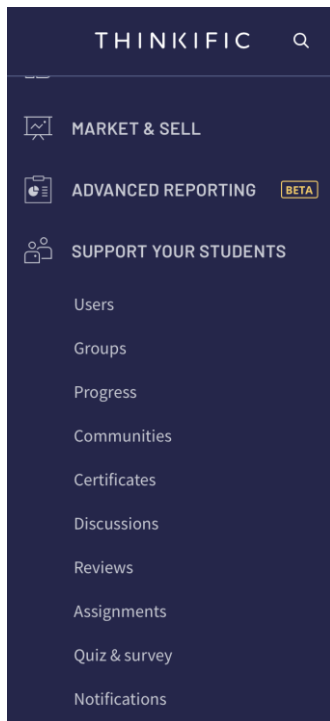 THINKIFIC
MARKET & SELL
ADVANCED REPORTING BETA
SUPPORT YOUR STUDENTS
Users
Groups
Progress
Communities
Certificates
Discussions
Reviews
Assignments
Quiz & survey
Notifications